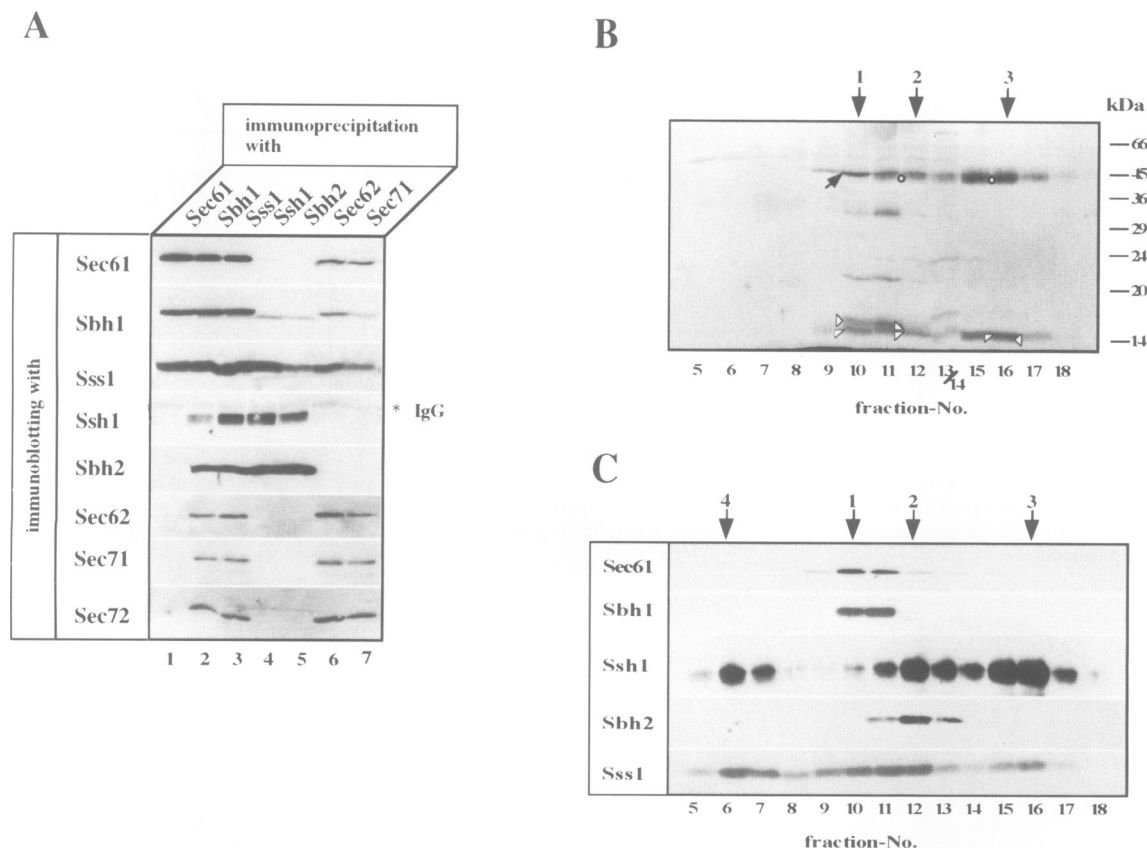 A
immunoprecipitation
with
Sec61
Sbh1
Sss1
Ssh1
Sbh2
Sec62
Sec71
immunoblotting with
Sec61
Sbh1
Sss1
Ssh1
* IgG
Sbh2
Sec62
Sec71
Sec72
1 2 3 4 5 6 7
B
1 2 3
kDa
66
45
36
29
24
20
14
5 6 7 8 9 10 11 12 13/14 15 16 17 18
fraction-No.
C
4 1 2 3
Sec61
Sbh1
Ssh1
Sbh2
Sss1
5 6 7 8 9 10 11 12 13 14 15 16 17 18
fraction-No.